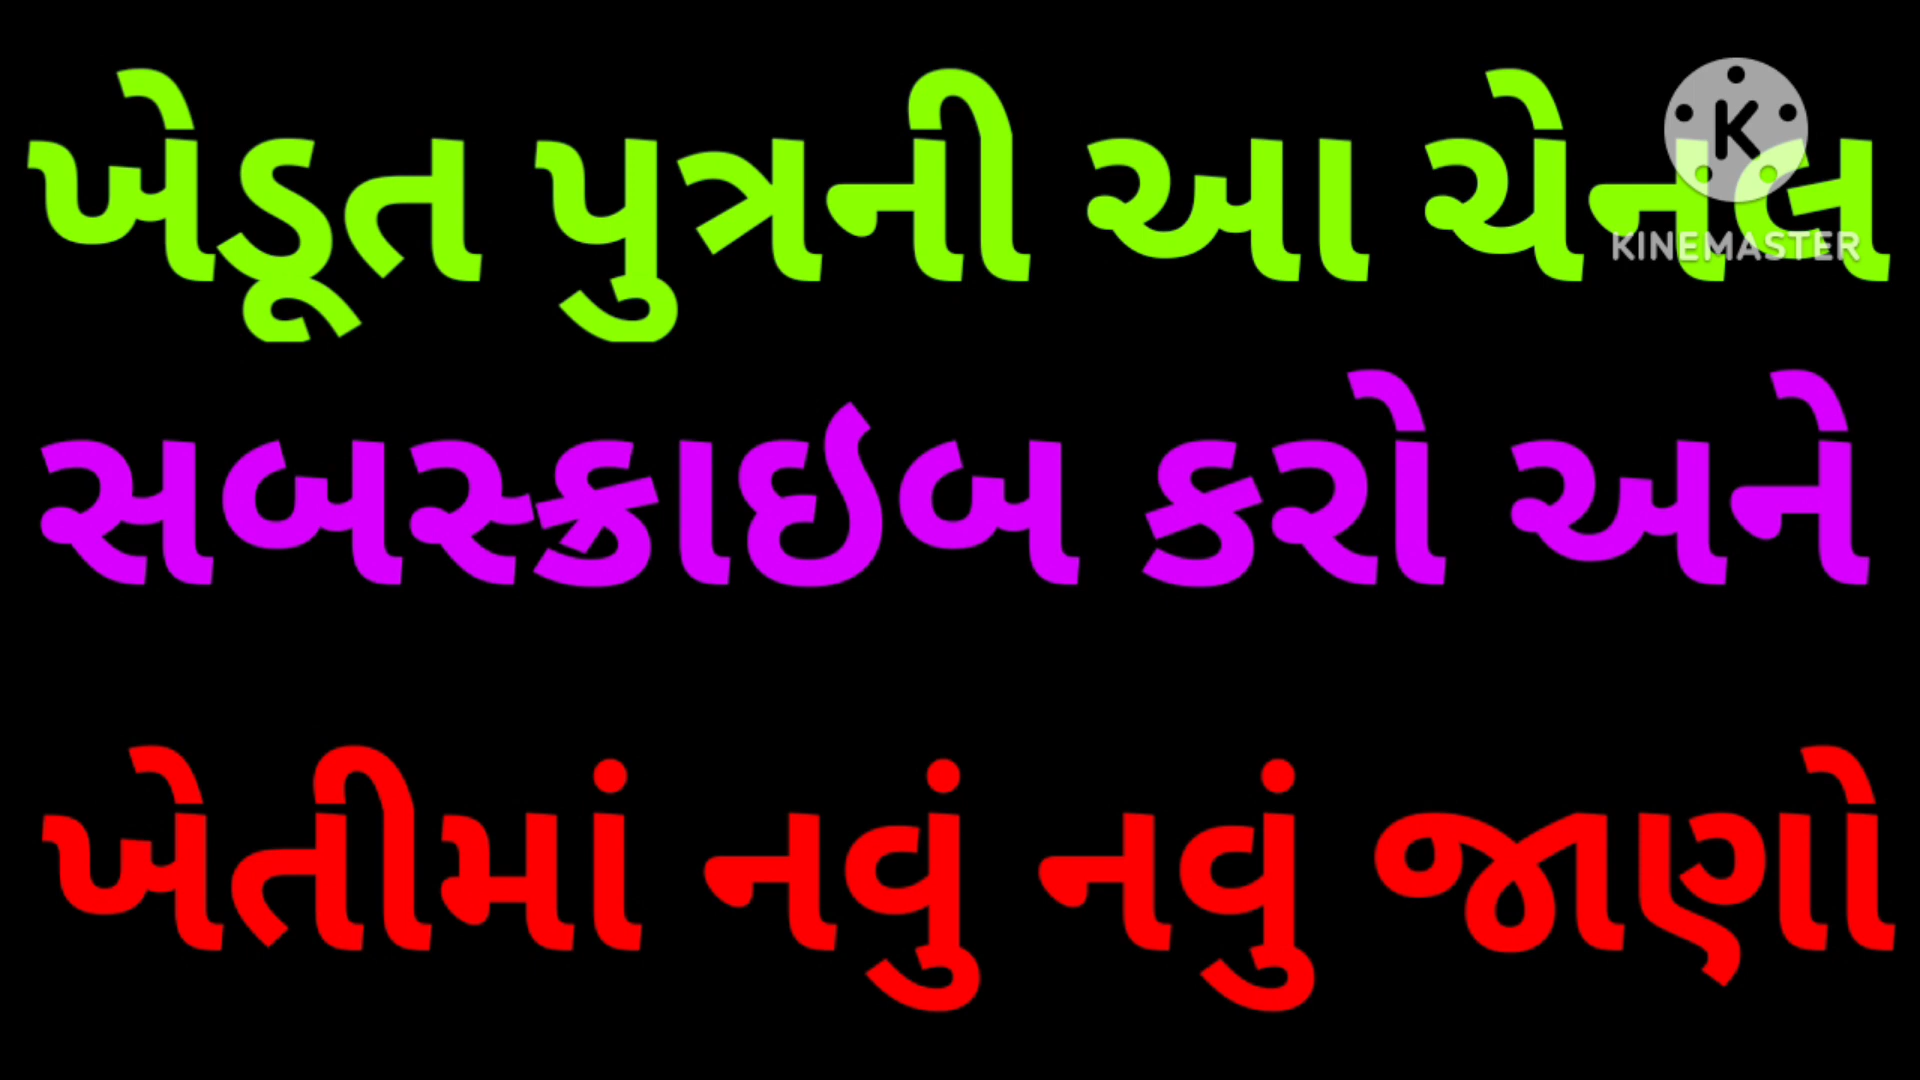 ખેડૂત પુત્રની આ ચેનલ
KINEMASTER
સબસ્ક્રાઇબ કરો અને
ખેતીમાં નવું નવું જાણો